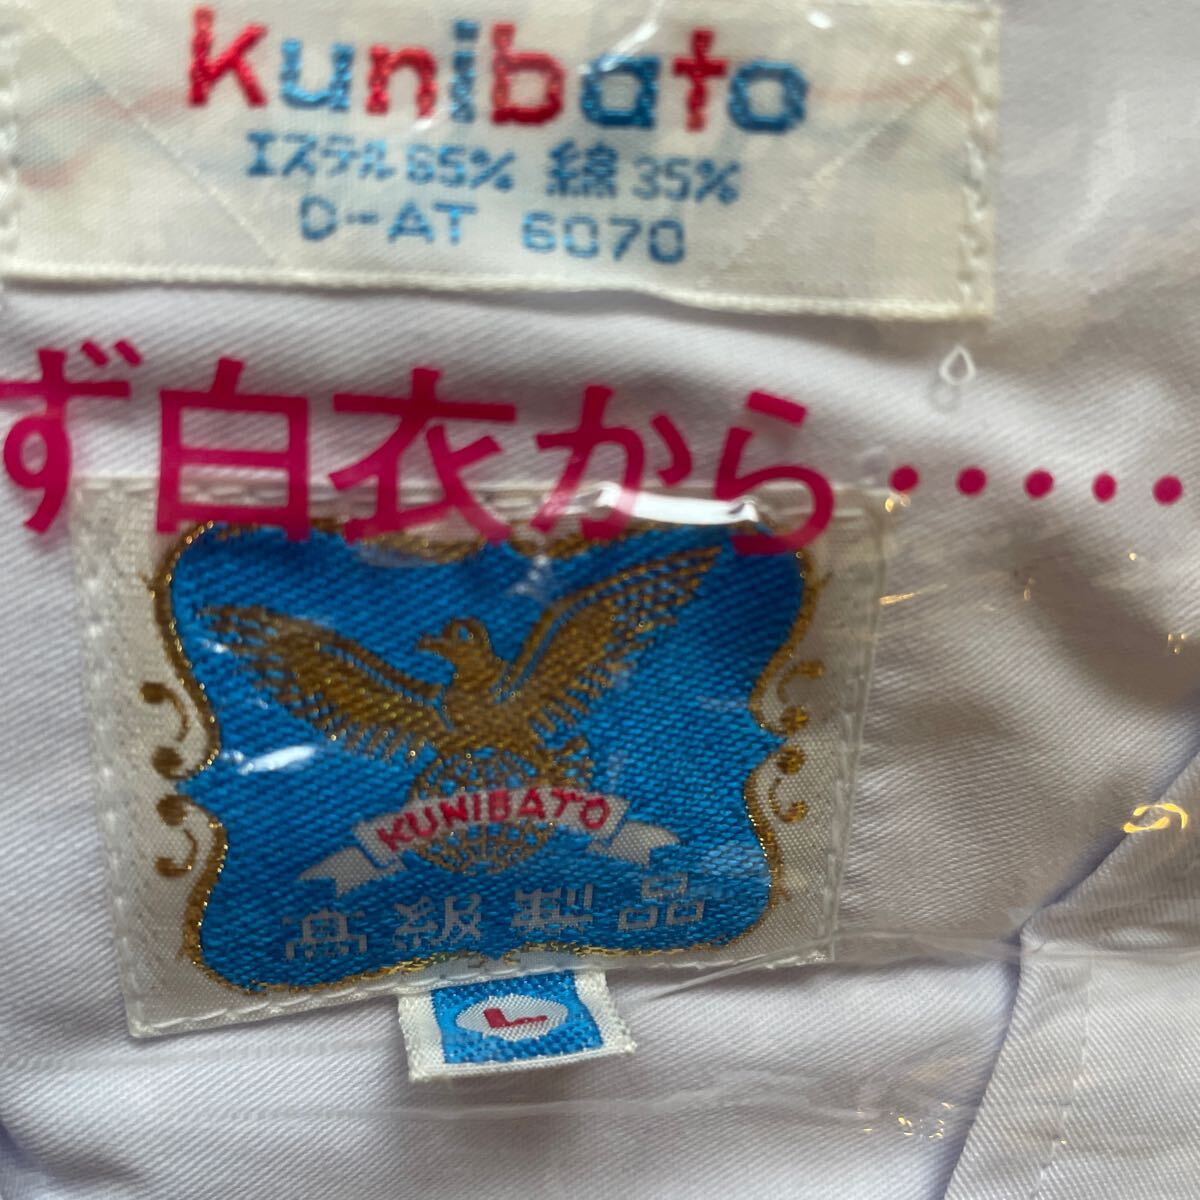 kunibato
エステル65% 綿35%
D-AT 6070
ず白衣から……
KUNIBATO
高級製品
L